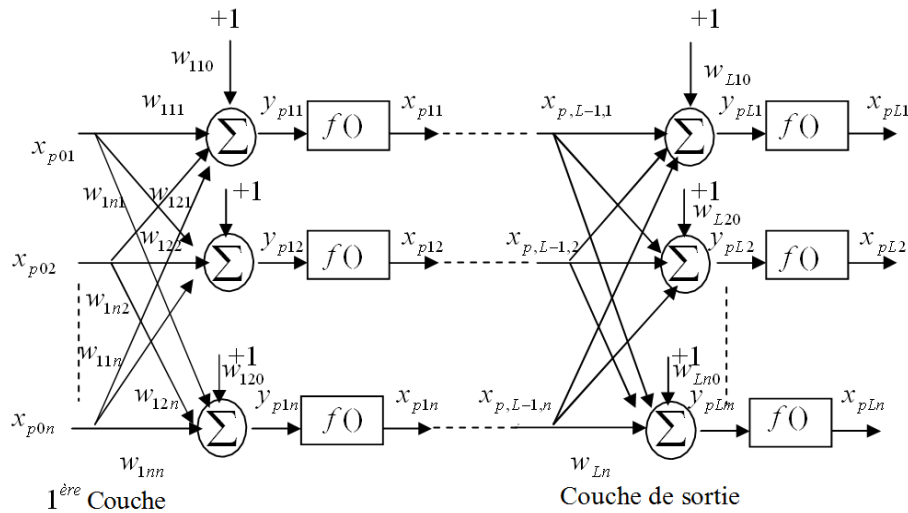 +1 +1
w110 wL10
w111 yp11 xp11 xp,L-1,1 ypL1 xpL1
Σ f() Σ f()
xp01
w1n1 w121 +1 +1
wL20
w122 yp12 xp12 xp,L-1,2 ypL2 xpL2
xp02 Σ f() Σ f()
w1n2
w11n +1 +1
w120 wLn0
w12n yp1n xp1n xp,L-1,n ypLn xpLn
xp0n Σ f() Σ f()
w1nn wLn
1ère Couche Couche de sortie